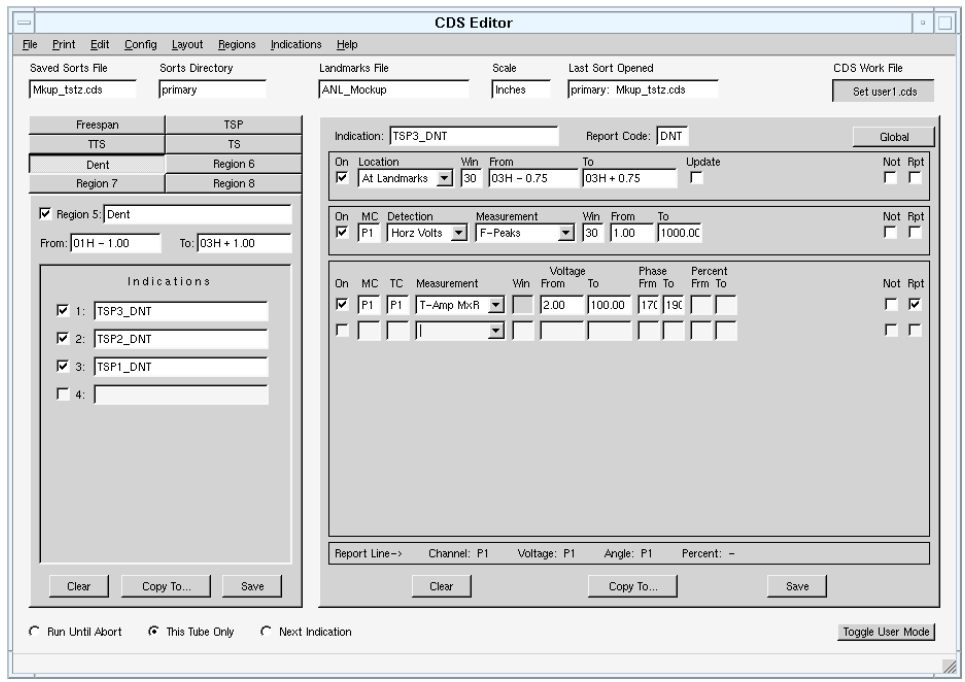 CDS Editor
File Print Edit Config Layout Regions Indications Help
Saved Sorts File Sorts Directory Landmarks File Scale Last Sort Opened CDS Work File
Mkup_tstz.cds primary ANL_Mockup Inches primary: Mkup_tstz.cds Set user1.cds
Freespan TSP
TTS TS
Dent Region 6
Region 7 Region 8
Region 5: Dent
From: 01H - 1.00 To: 03H + 1.00
Indications
1: TSP3_DNT
2: TSP2_DNT
3: TSP1_DNT
4:
Clear Copy To... Save
Indication: TSP3_DNT Report Code: DNT Global
On Location Win From To Update Not Rpt
At Landmarks 30 03H - 0.75 03H + 0.75
On MC Detection Measurement Win From To Not Rpt
P1 Horz Volts F-Peaks 30 1.00 1000.00
Voltage Phase Percent
On MC TC Measurement Win From To Frm To Frm To Not Rpt
P1 P1 T-Amp MxR 2.00 100.00 170 190
Report Line-> Channel: P1 Voltage: P1 Angle: P1 Percent: -
Clear Copy To... Save
Run Until Abort This Tube Only Next Indication Toggle User Mode